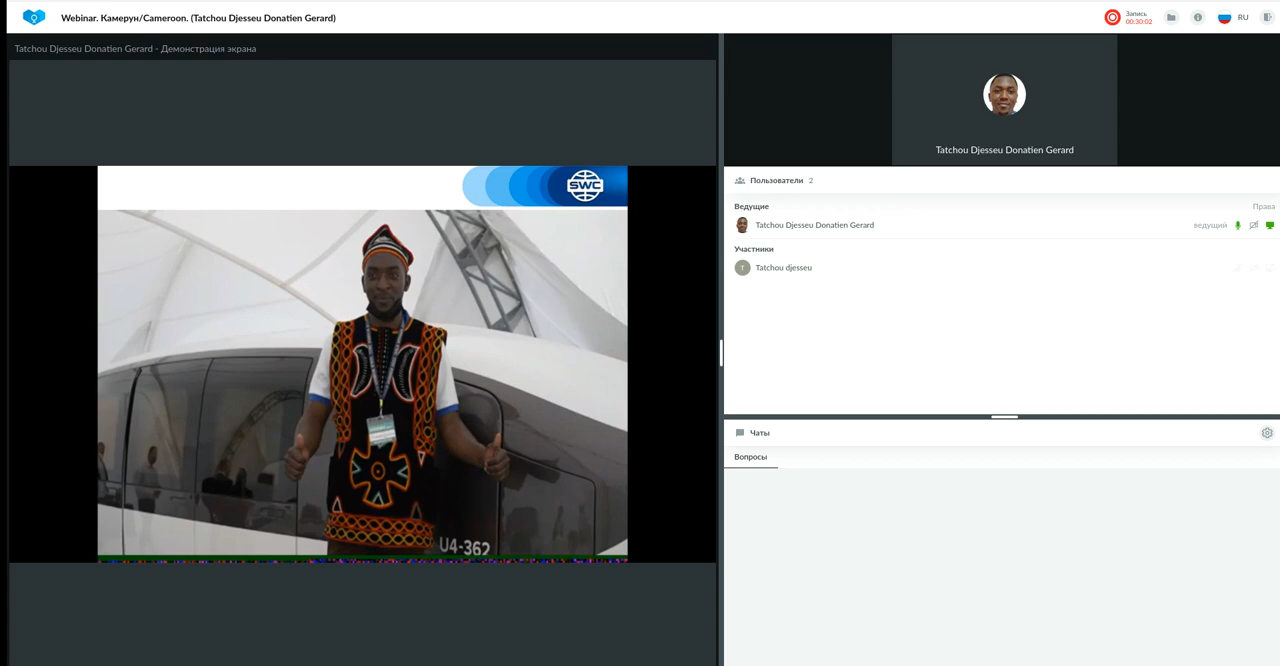 Webinar. Камерун/Cameroon. (Tatchou Djesseu Donatien Gerard)
Запись
00:30:02
RU
Tatchou Djesseu Donatien Gerard - Демонстрация экрана
SWC
U4-362
Tatchou Djesseu Donatien Gerard
Пользователи 2
Ведущие Права
Tatchou Djesseu Donatien Gerard ведущий
Участники
T Tatchou djesseu
Чаты
Вопросы